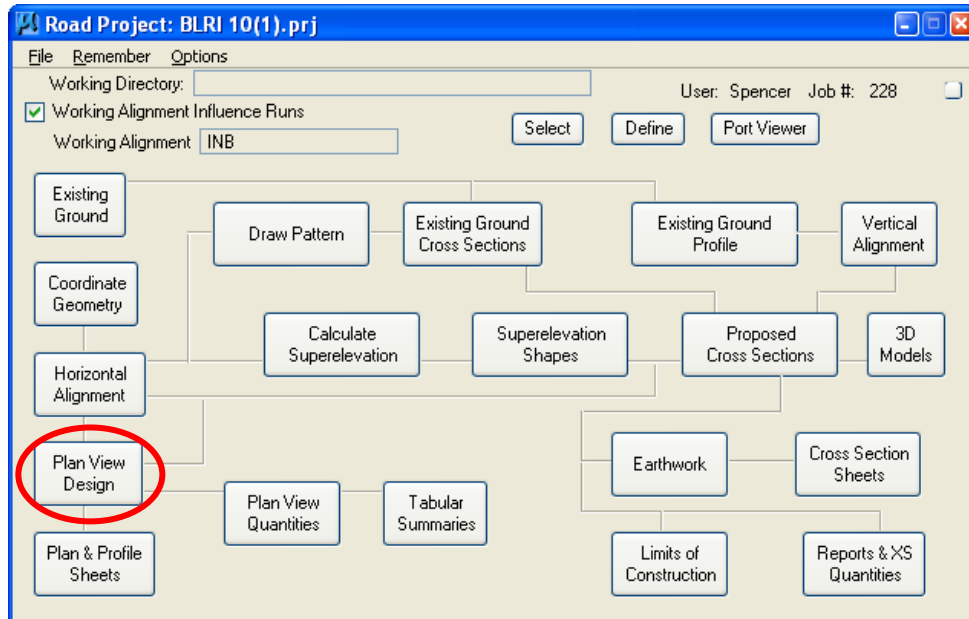 Road Project: BLRI 10(1).prj
File Remember Options
Working Directory:
User: Spencer Job #: 228
Working Alignment Influence Runs
Working Alignment INB
Select Define Port Viewer
Existing
Ground
Draw Pattern
Existing Ground
Cross Sections
Existing Ground
Profile
Vertical
Alignment
Coordinate
Geometry
Calculate
Superelevation
Superelevation
Shapes
Proposed
Cross Sections
3D
Models
Horizontal
Alignment
Plan View
Design
Earthwork
Cross Section
Sheets
Plan View
Quantities
Tabular
Summaries
Plan & Profile
Sheets
Limits of
Construction
Reports & XS
Quantities